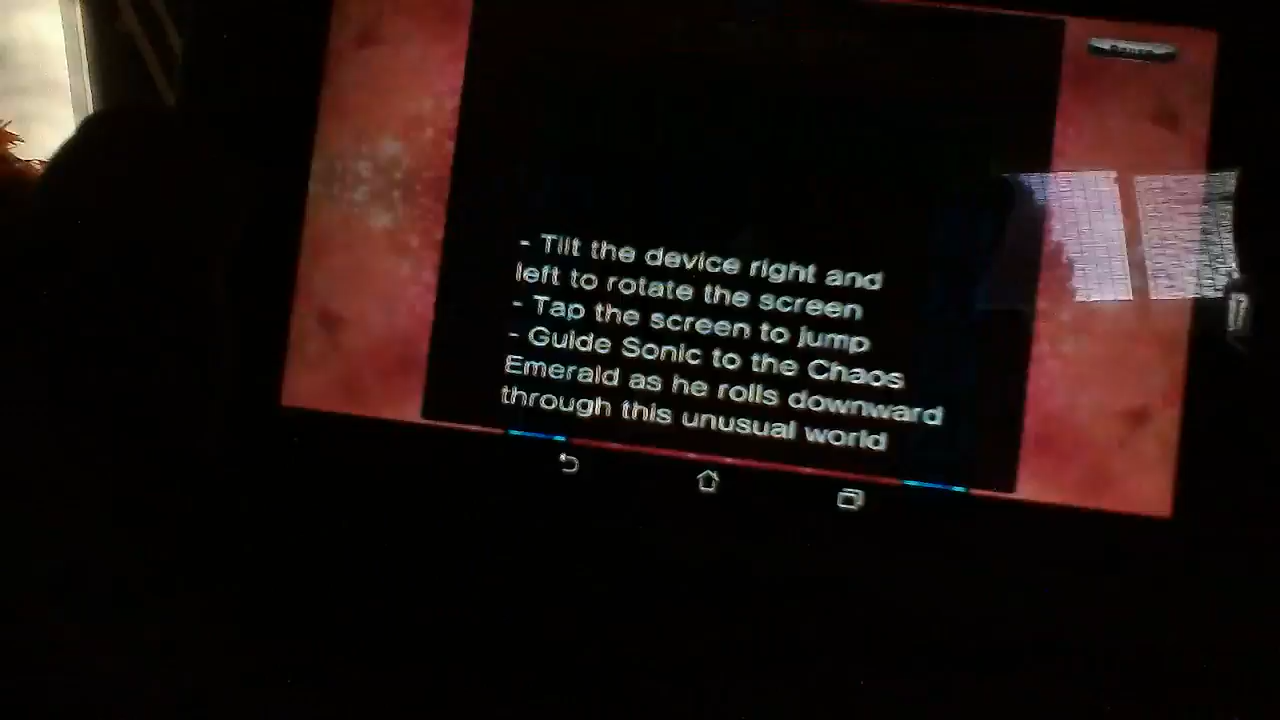 - Tilt the device right and
left to rotate the screen
- Tap the screen to jump
- Guide Sonic to the Chaos
Emerald as he rolls downward
through this unusual world